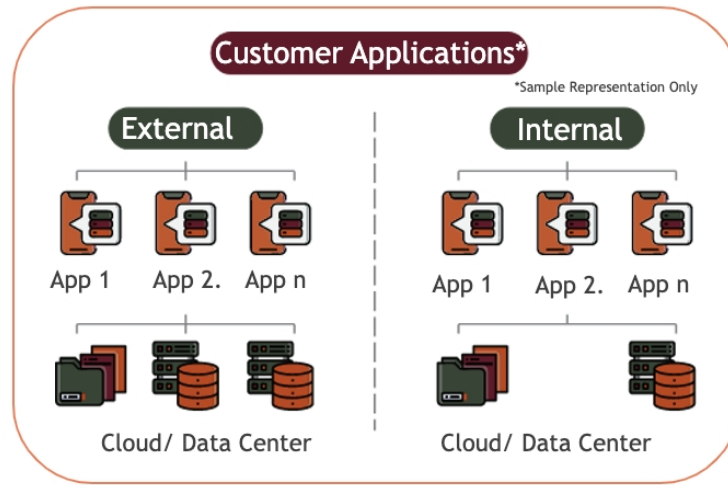 Customer Applications*
*Sample Representation Only
External
Internal
App 1
App 2.
App n
App 1
App 2.
App n
Cloud/ Data Center
Cloud/ Data Center